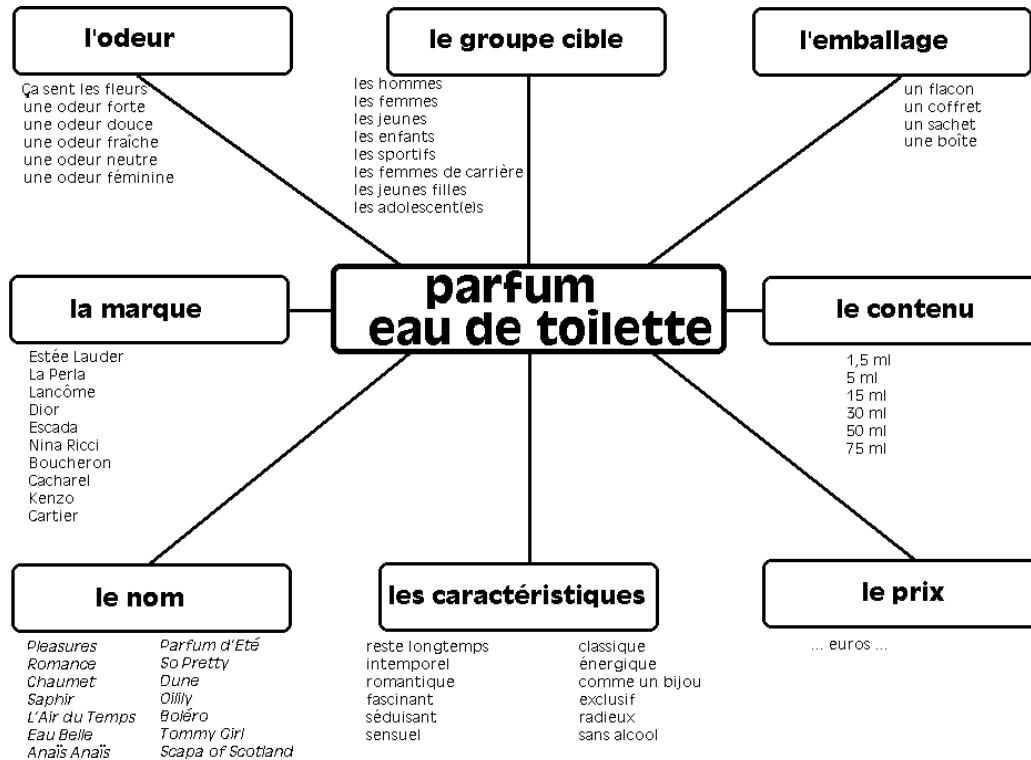 l'odeur
Ça sent les fleurs
une odeur forte
une odeur douce
une odeur fraîche
une odeur neutre
une odeur féminine
le groupe cible
les hommes
les femmes
les jeunes
les enfants
les sportifs
les femmes de carrière
les jeunes filles
les adolescent(e)s
l'emballage
un flacon
un coffret
un sachet
une boîte
la marque
Estée Lauder
La Perla
Lancôme
Dior
Escada
Nina Ricci
Boucheron
Cacharel
Kenzo
Cartier
parfum
eau de toilette
le contenu
1,5 ml
5 ml
15 ml
30 ml
50 ml
75 ml
le nom
Pleasures
Romance
Chaumet
Saphir
L'Air du Temps
Eau Belle
Anaïs Anaïs
Parfum d'Eté
So Pretty
Dune
Oilily
Boléro
Tommy Girl
Scapa of Scotland
les caractéristiques
reste longtemps
intemporel
romantique
fascinant
séduisant
sensuel
classique
énergique
comme un bijou
exclusif
radieux
sans alcool
le prix
... euros ...